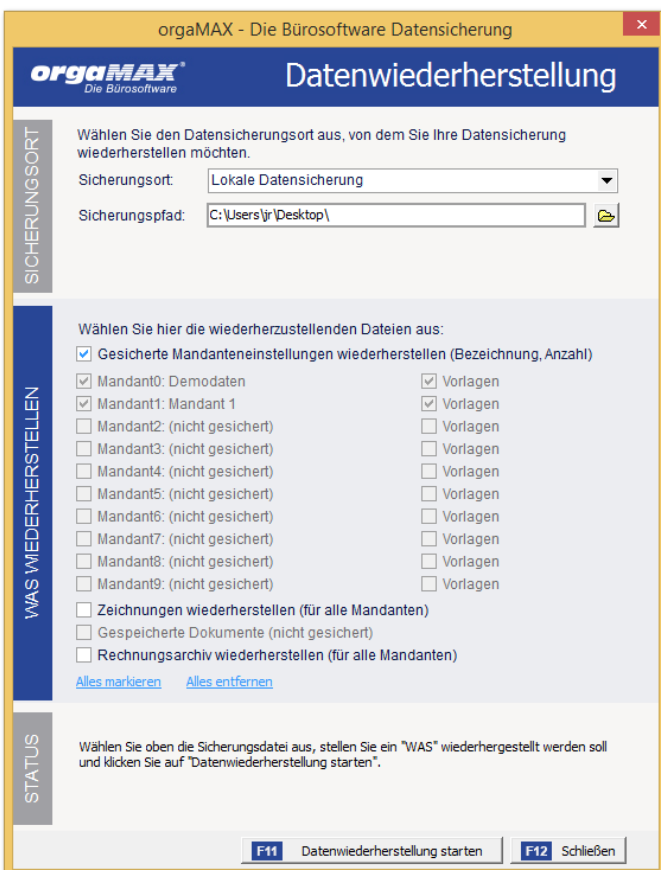 orgaMAX - Die Bürosoftware Datensicherung
orgaMAX®
Die Bürosoftware
Datenwiederherstellung
SICHERUNGSORT
Wählen Sie den Datensicherungsort aus, von dem Sie Ihre Datensicherung
wiederherstellen möchten.
Sicherungsort: Lokale Datensicherung
Sicherungspfad: C:\Users\jr\Desktop\
WAS WIEDERHERSTELLEN
Wählen Sie hier die wiederherzustellenden Dateien aus:
Gesicherte Mandanteneinstellungen wiederherstellen (Bezeichnung, Anzahl)
Mandant0: Demodaten Vorlagen
Mandant1: Mandant 1 Vorlagen
Mandant2: (nicht gesichert) Vorlagen
Mandant3: (nicht gesichert) Vorlagen
Mandant4: (nicht gesichert) Vorlagen
Mandant5: (nicht gesichert) Vorlagen
Mandant6: (nicht gesichert) Vorlagen
Mandant7: (nicht gesichert) Vorlagen
Mandant8: (nicht gesichert) Vorlagen
Mandant9: (nicht gesichert) Vorlagen
Zeichnungen wiederherstellen (für alle Mandanten)
Gespeicherte Dokumente (nicht gesichert)
Rechnungsarchiv wiederherstellen (für alle Mandanten)
Alles markieren Alles entfernen
STATUS
Wählen Sie oben die Sicherungsdatei aus, stellen Sie ein "WAS" wiederhergestellt werden soll
und klicken Sie auf "Datenwiederherstellung starten".
F11 Datenwiederherstellung starten F12 Schließen